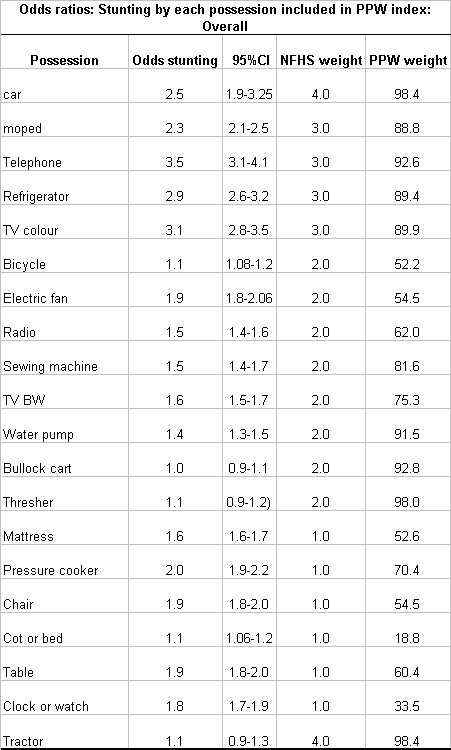 Odds ratios: Stunting by each possession included in PPW index:
Overall
Possession Odds stunting 95%CI NFHS weight PPW weight
car 2.5 1.9-3.25 4.0 98.4
moped 2.3 2.1-2.5 3.0 88.8
Telephone 3.5 3.1-4.1 3.0 92.6
Refrigerator 2.9 2.6-3.2 3.0 89.4
TV colour 3.1 2.8-3.5 3.0 89.9
Bicycle 1.1 1.08-1.2 2.0 52.2
Electric fan 1.9 1.8-2.06 2.0 54.5
Radio 1.5 1.4-1.6 2.0 62.0
Sewing machine 1.5 1.4-1.7 2.0 81.6
TV BW 1.6 1.5-1.7 2.0 75.3
Water pump 1.4 1.3-1.5 2.0 91.5
Bullock cart 1.0 0.9-1.1 2.0 92.8
Thresher 1.1 0.9-1.2) 2.0 98.0
Mattress 1.6 1.6-1.7 1.0 52.6
Pressure cooker 2.0 1.9-2.2 1.0 70.4
Chair 1.9 1.8-2.0 1.0 54.5
Cot or bed 1.1 1.06-1.2 1.0 18.8
Table 1.9 1.8-2.0 1.0 60.4
Clock or watch 1.8 1.7-1.9 1.0 33.5
Tractor 1.1 0.9-1.3 4.0 98.4